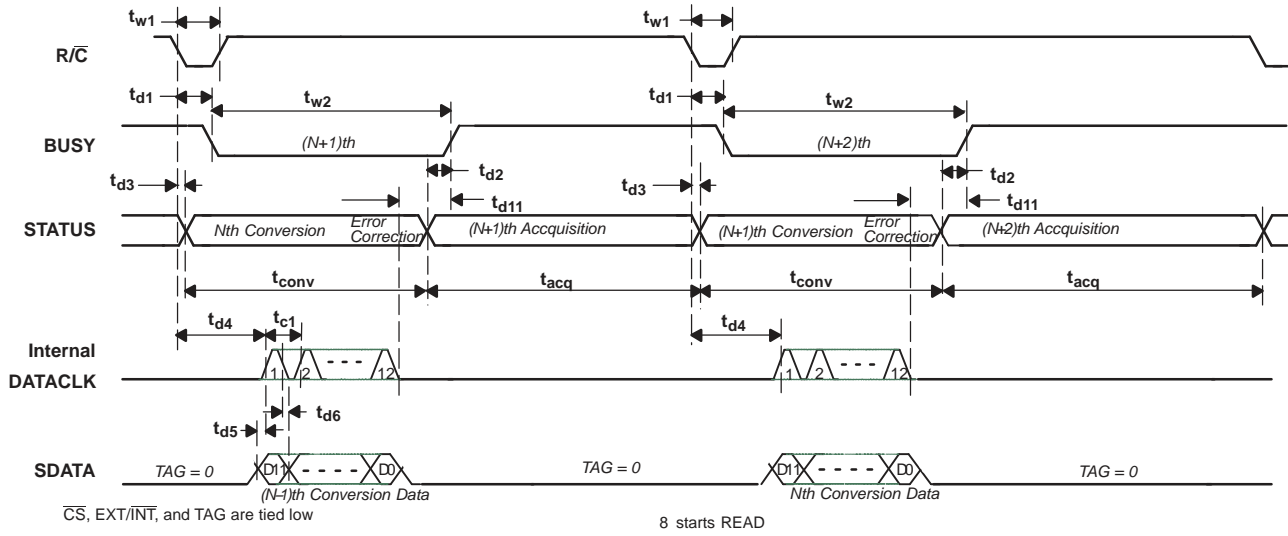 tw1 tw1
R/C
td1 tw2 td1 tw2
BUSY (N+1)th (N+2)th
td3 td2 td3 td2
td11 td11
STATUS Nth Conversion Error Correction (N+1)th Accquisition (N+1)th Conversion Error Correction (N+2)th Accquisition
tconv tacq tconv tacq
td4 tc1 td4
Internal
DATACLK 1 2 - - - 12 1 2 - - - 12
td6
td5
SDATA TAG = 0 D11 - - - - - D0 TAG = 0 D11 - - - - - D0 TAG = 0
(N-1)th Conversion Data Nth Conversion Data
CS, EXT/INT, and TAG are tied low
8 starts READ